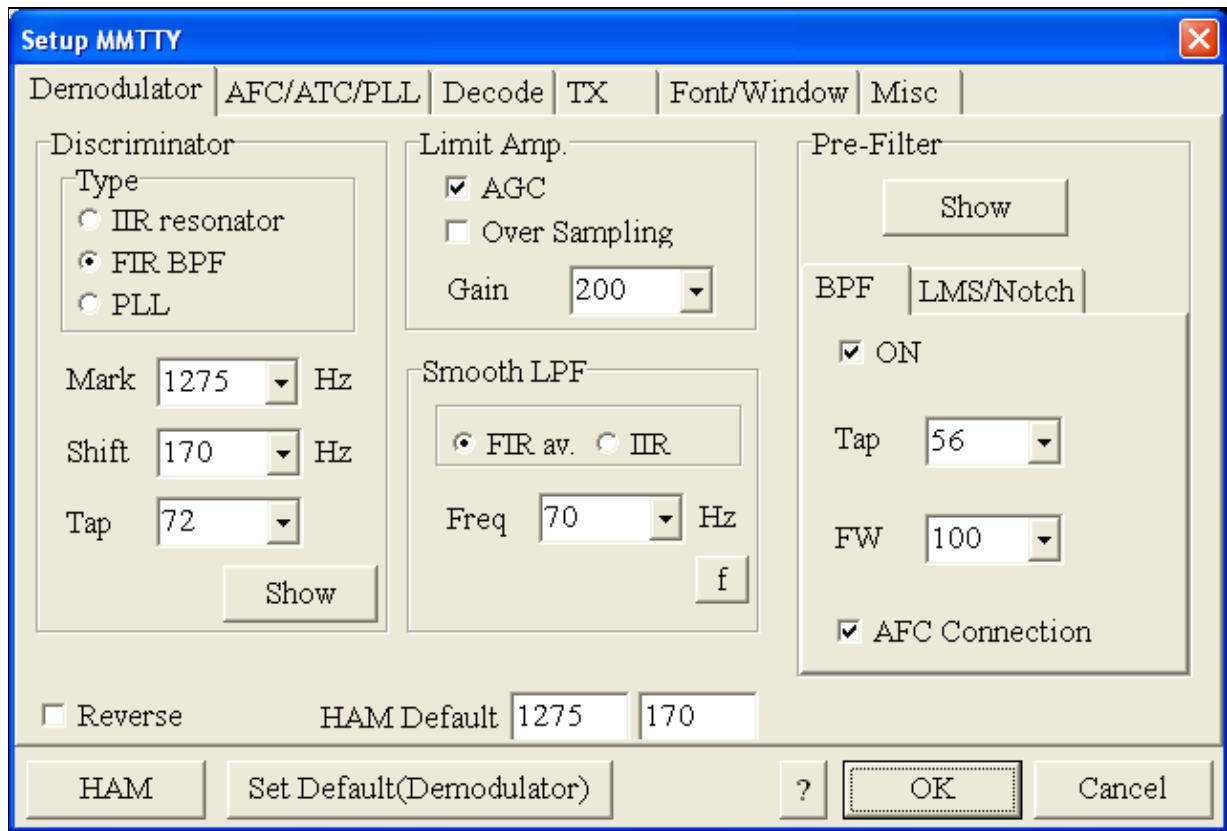 Setup MMTTY
Demodulator AFC/ATC/PLL Decode TX Font/Window Misc
Discriminator
Type
IIR resonator
FIR BPF
PLL
Mark 1275 Hz
Shift 170 Hz
Tap 72
Show
Limit Amp.
AGC
Over Sampling
Gain 200
Smooth LPF
FIR av. IIR
Freq 70 Hz
f
Pre-Filter
Show
BPF LMS/Notch
ON
Tap 56
FW 100
AFC Connection
Reverse HAM Default 1275 170
HAM Set Default(Demodulator) ? OK Cancel